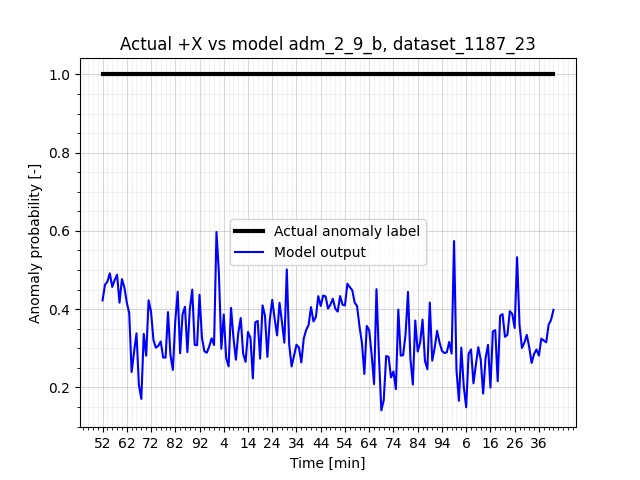 Actual +X vs model adm_2_9_b, dataset_1187_23
Anomaly probability [-]
1.0
0.8
0.6
0.4
0.2
Actual anomaly label
Model output
52 62 72 82 92 4 14 24 34 44 54 64 74 84 94 6 16 26 36
Time [min]